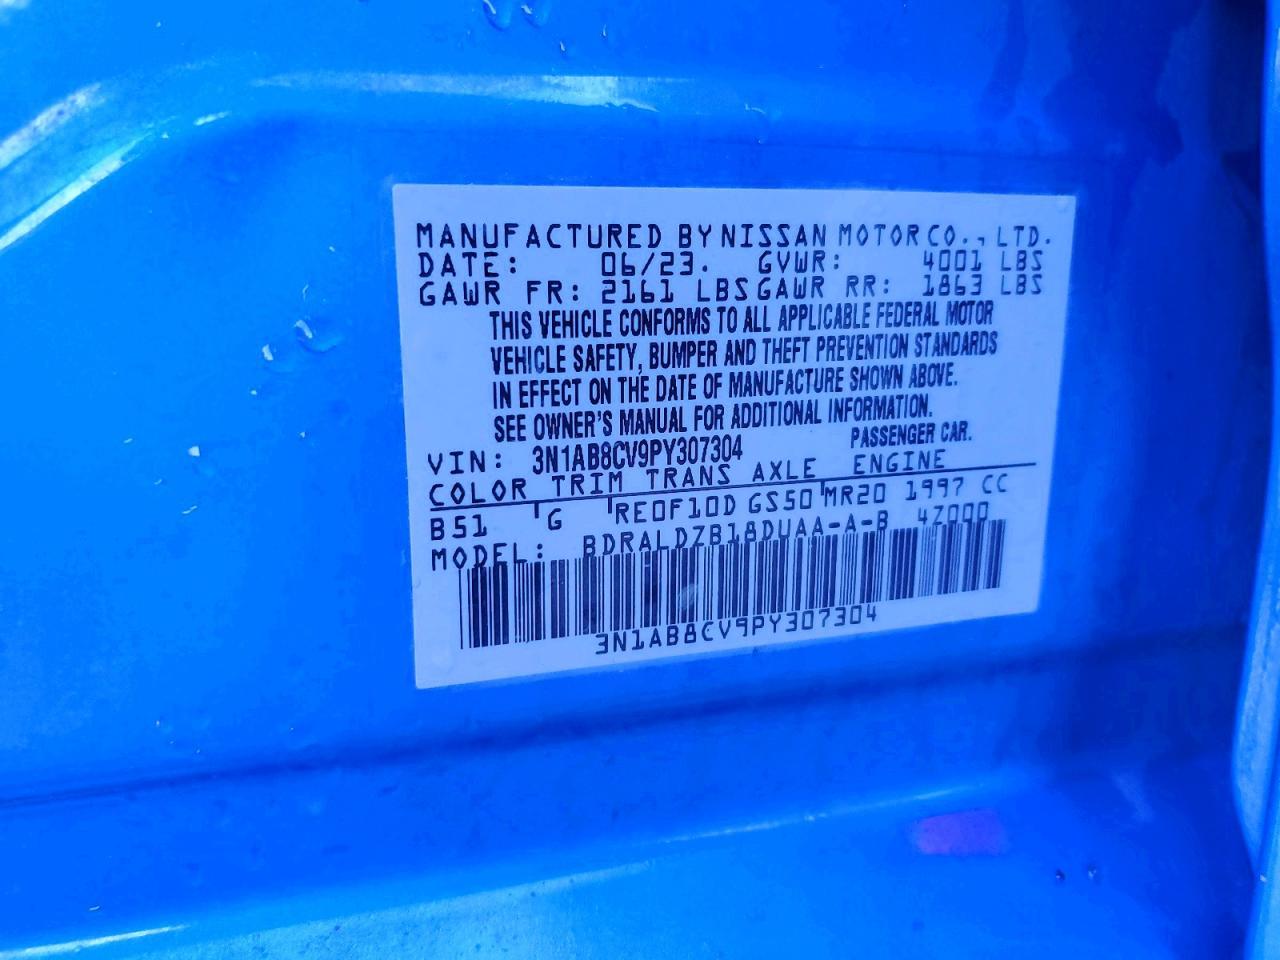 MANUFACTURED BY NISSAN MOTOR CO., LTD.
DATE: 06/23. GVWR: 4001 LBS
GAWR FR: 2161 LBS GAWR RR: 1863 LBS
THIS VEHICLE CONFORMS TO ALL APPLICABLE FEDERAL MOTOR
VEHICLE SAFETY, BUMPER AND THEFT PREVENTION STANDARDS
IN EFFECT ON THE DATE OF MANUFACTURE SHOWN ABOVE.
SEE OWNER'S MANUAL FOR ADDITIONAL INFORMATION.
VIN: 3N1AB8CV9PY307304 PASSENGER CAR.
COLOR TRIM TRANS AXLE ENGINE
B51 G RE0F10D GS50 MR20 1997 CC
MODEL: BDRALDZB18DUAA-A-B 4Z000
3N1AB8CV9PY307304